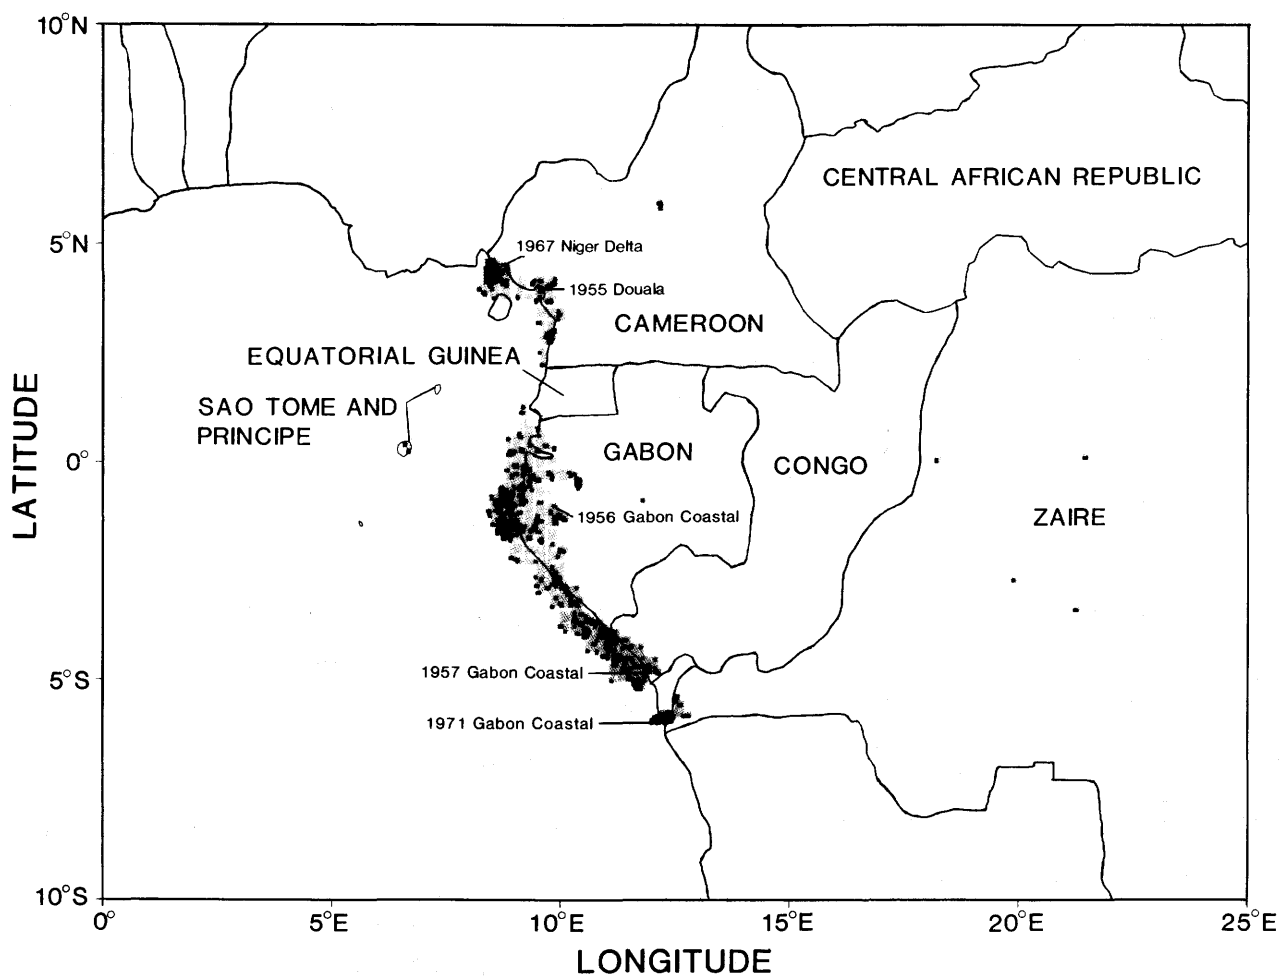 10°N
CENTRAL AFRICAN REPUBLIC
5°N
1967 Niger Delta
1955 Douala
CAMEROON
EQUATORIAL GUINEA
SAO TOME AND
PRINCIPE
GABON
CONGO
0°
1956 Gabon Coastal
ZAIRE
LATITUDE
1957 Gabon Coastal
5°S
1971 Gabon Coastal
10°S
0° 5°E 10°E 15°E 20°E 25°E
LONGITUDE